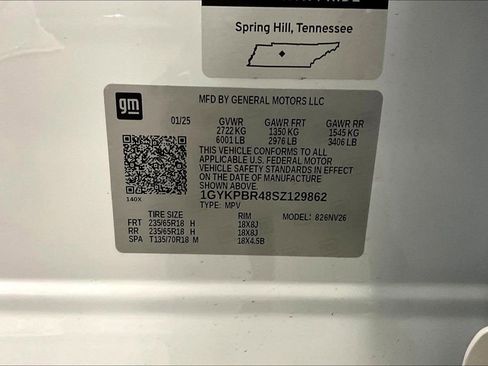 Spring Hill, Tennessee
gm
MFD BY GENERAL MOTORS LLC
01/25 GVWR GAWR FRT GAWR RR
2722 KG 1350 KG 1545 KG
6001 LB 2976 LB 3406 LB
THIS VEHICLE CONFORMS TO ALL
APPLICABLE U.S. FEDERAL MOTOR
VEHICLE SAFETY STANDARDS IN EFFECT
ON THE DATE OF MANUFACTURE
SHOWN ABOVE.
140X
1GYKPBR48SZ129862
TYPE: MPV
TIRE SIZE RIM MODEL: 826NV26
FRT 235/65R18 H 18X8J
RR 235/65R18 H 18X8J
SPA T135/70R18 M 18X4.5B